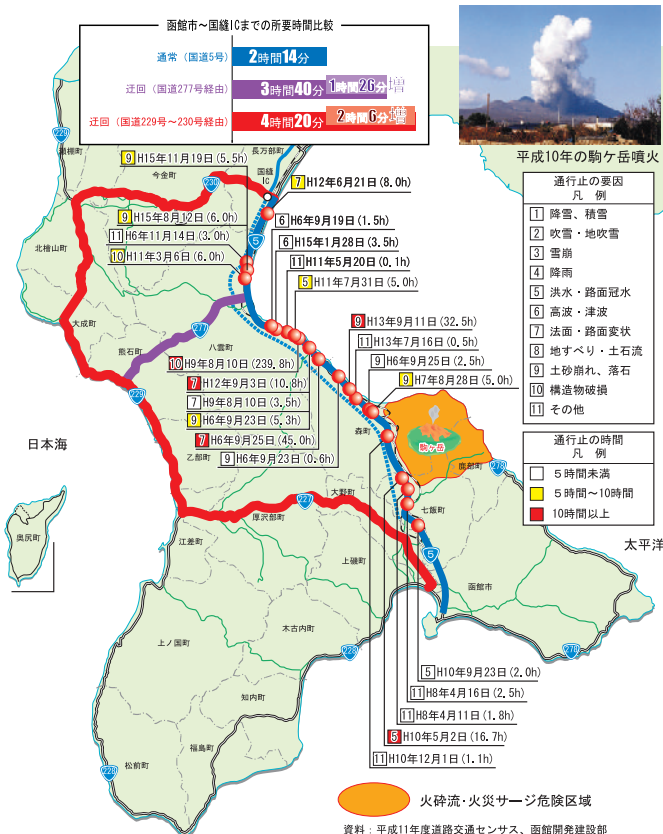 函館市～国縫ICまでの所要時間比較
通常（国道5号）
2時間14分
迂回（国道277号経由）
3時間40分
1時間26分増
迂回（国道229号～230号経由）
4時間20分
2時間6分増
平成10年の駒ケ岳噴火
通行止の要因
凡例
1 降雪、積雪
2 吹雪・地吹雪
3 雪崩
4 降雨
5 洪水・路面冠水
6 高波・津波
7 法面・路面変状
8 地すべり・土石流
9 土砂崩れ、落石
10 構造物破損
11 その他
通行止の時間
凡例
5時間未満
5時間～10時間
10時間以上
229
今金町
230
長万部町
国縫
IC
5
北檜山町
大成町
熊石町
277
八雲町
229
乙部町
森町
駒ケ岳
鹿部町
278
七飯町
大野町
227
厚沢部町
江差町
上磯町
5
函館市
278
奥尻町
日本海
太平洋
上ノ国町
木古内町
228
知内町
福島町
松前町
228
9 H15年11月19日(5.5h)
9 H15年8月12日(6.0h)
11 H6年11月14日(3.0h)
10 H11年3月6日(6.0h)
7 H12年6月21日(8.0h)
6 H6年9月19日(1.5h)
6 H15年1月28日(3.5h)
11 H11年5月20日(0.1h)
5 H11年7月31日(5.0h)
9 H13年9月11日(32.5h)
11 H13年7月16日(0.5h)
9 H6年9月25日(2.5h)
9 H7年8月28日(5.0h)
10 H9年8月10日(239.8h)
7 H12年9月3日(10.8h)
7 H9年8月10日(3.5h)
9 H6年9月23日(5.3h)
7 H6年9月25日(45.0h)
9 H6年9月23日(0.6h)
5 H10年9月23日(2.0h)
11 H8年4月16日(2.5h)
11 H8年4月11日(1.8h)
5 H10年5月2日(16.7h)
11 H10年12月1日(1.1h)
火砕流・火災サージ危険区域
資料：平成11年度道路交通センサス、函館開発建設部